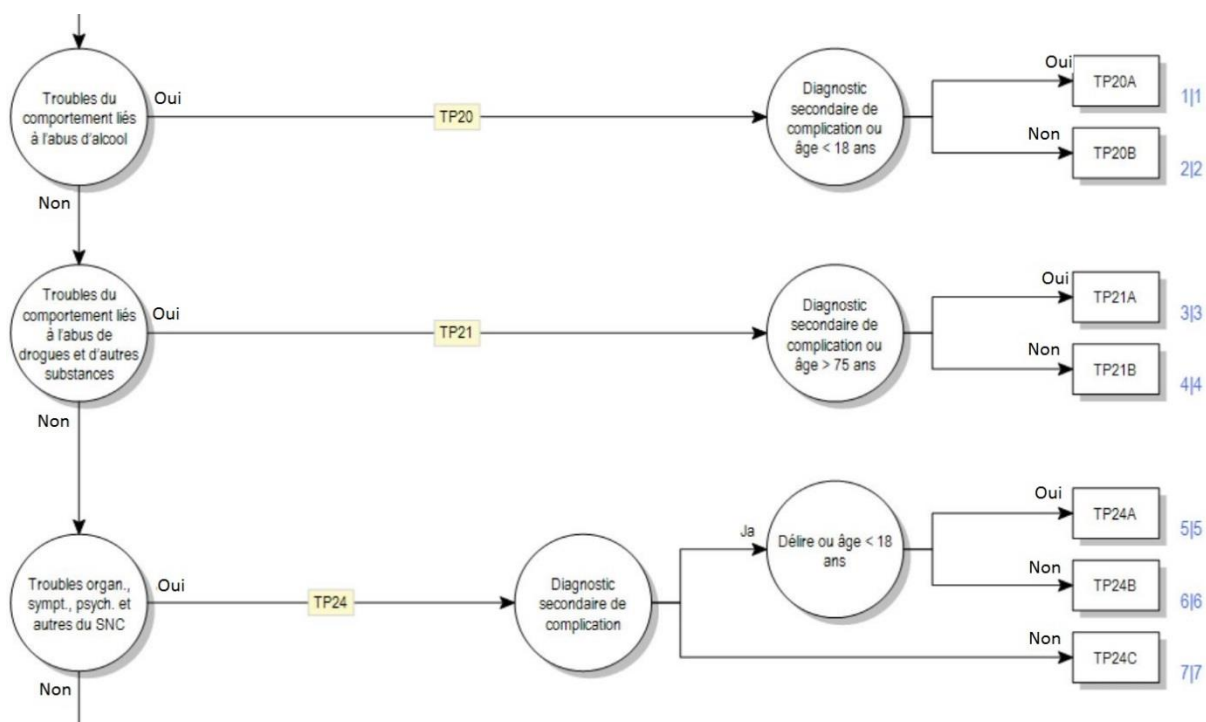 Troubles du
comportement liés
à l'abus d'alcool
Oui
TP20
Diagnostic
secondaire de
complication ou
âge < 18 ans
Oui
TP20A
1|1
Non
TP20B
2|2
Non
Troubles du
comportement liés
à l'abus de
drogues et d'autres
substances
Oui
TP21
Diagnostic
secondaire de
complication ou
âge > 75 ans
Oui
TP21A
3|3
Non
TP21B
4|4
Non
Troubles organ.,
sympt., psych. et
autres du SNC
Oui
TP24
Diagnostic
secondaire de
complication
Ja
Délire ou âge < 18
ans
Oui
TP24A
5|5
Non
TP24B
6|6
Non
TP24C
7|7
Non